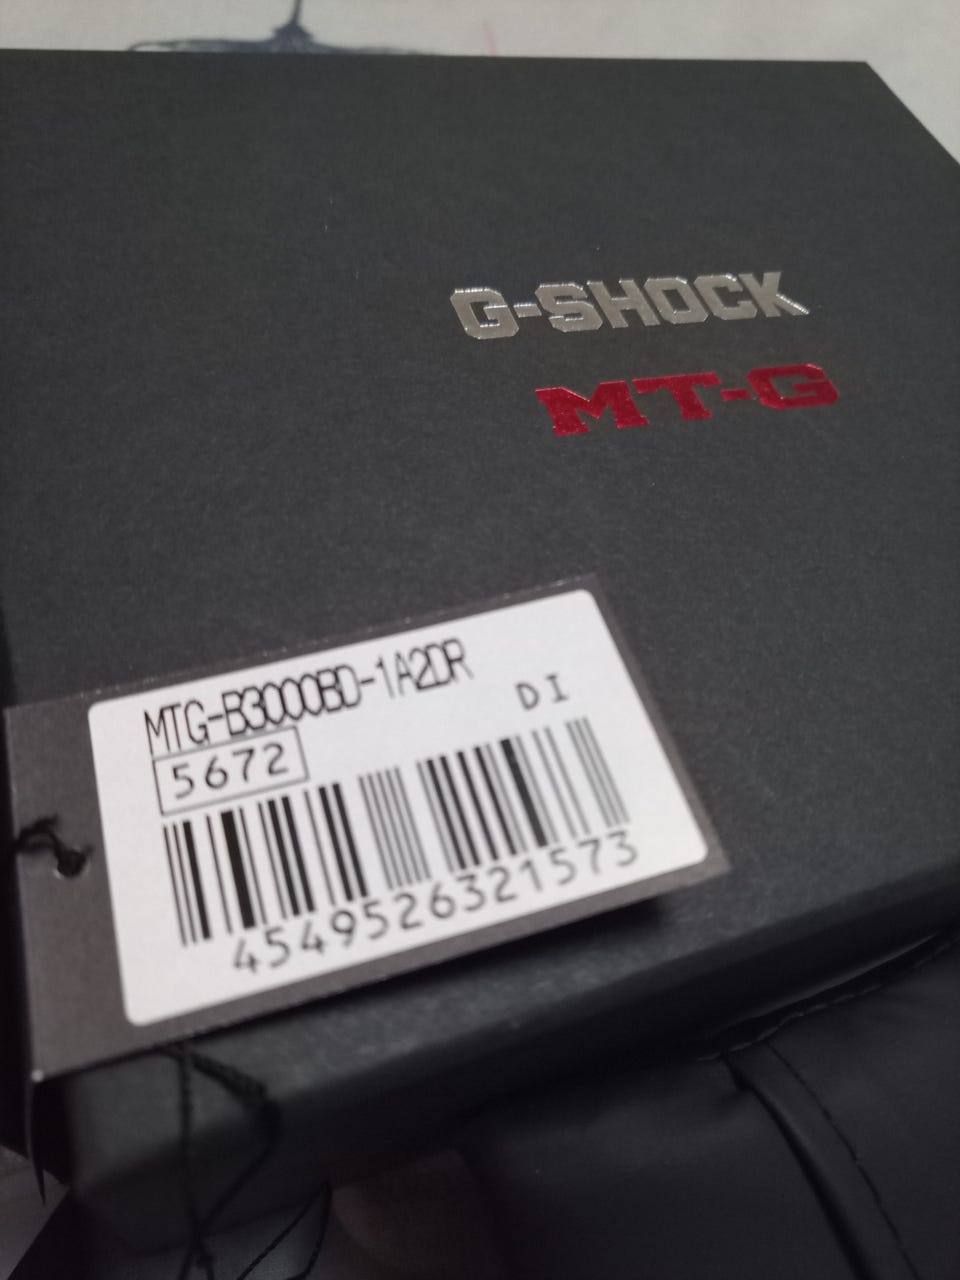 G-SHOCK
MT-G
MTG-B3000BD-1A2DR
5672
DI
4549526321573